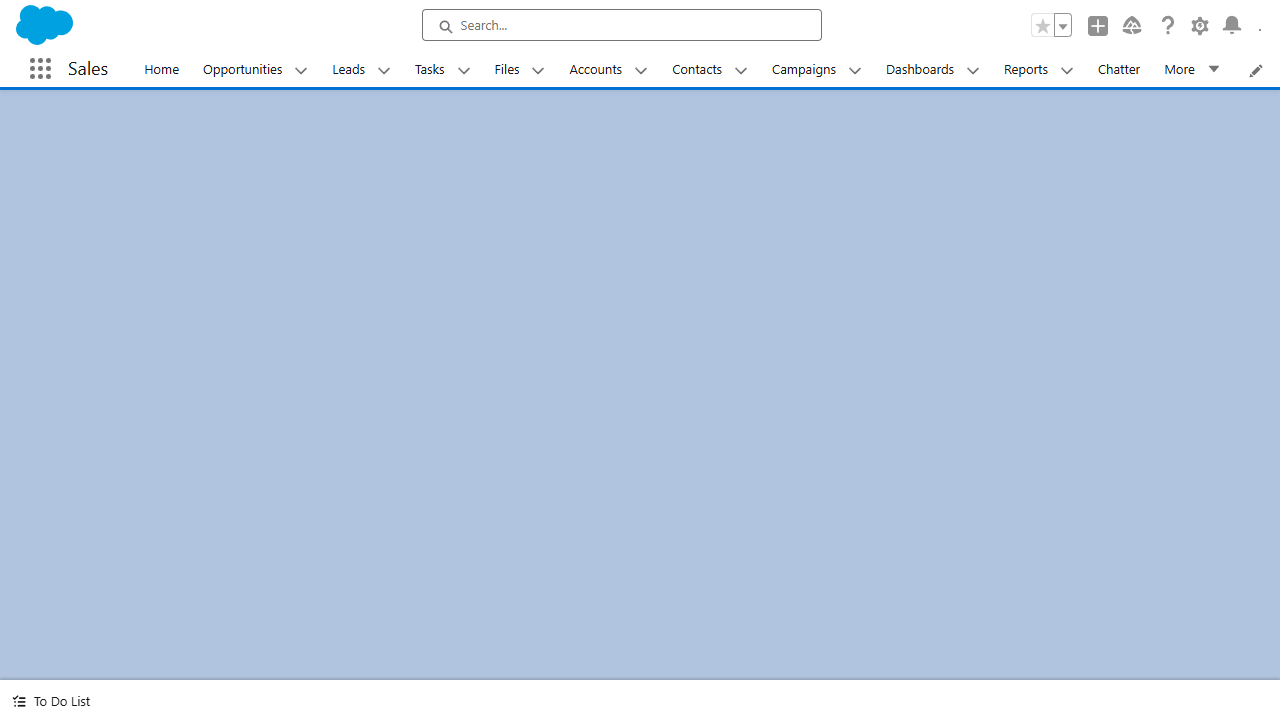 Search...
Sales
Home
Opportunities
Leads
Tasks
Files
Accounts
Contacts
Campaigns
Dashboards
Reports
Chatter
More
To Do List